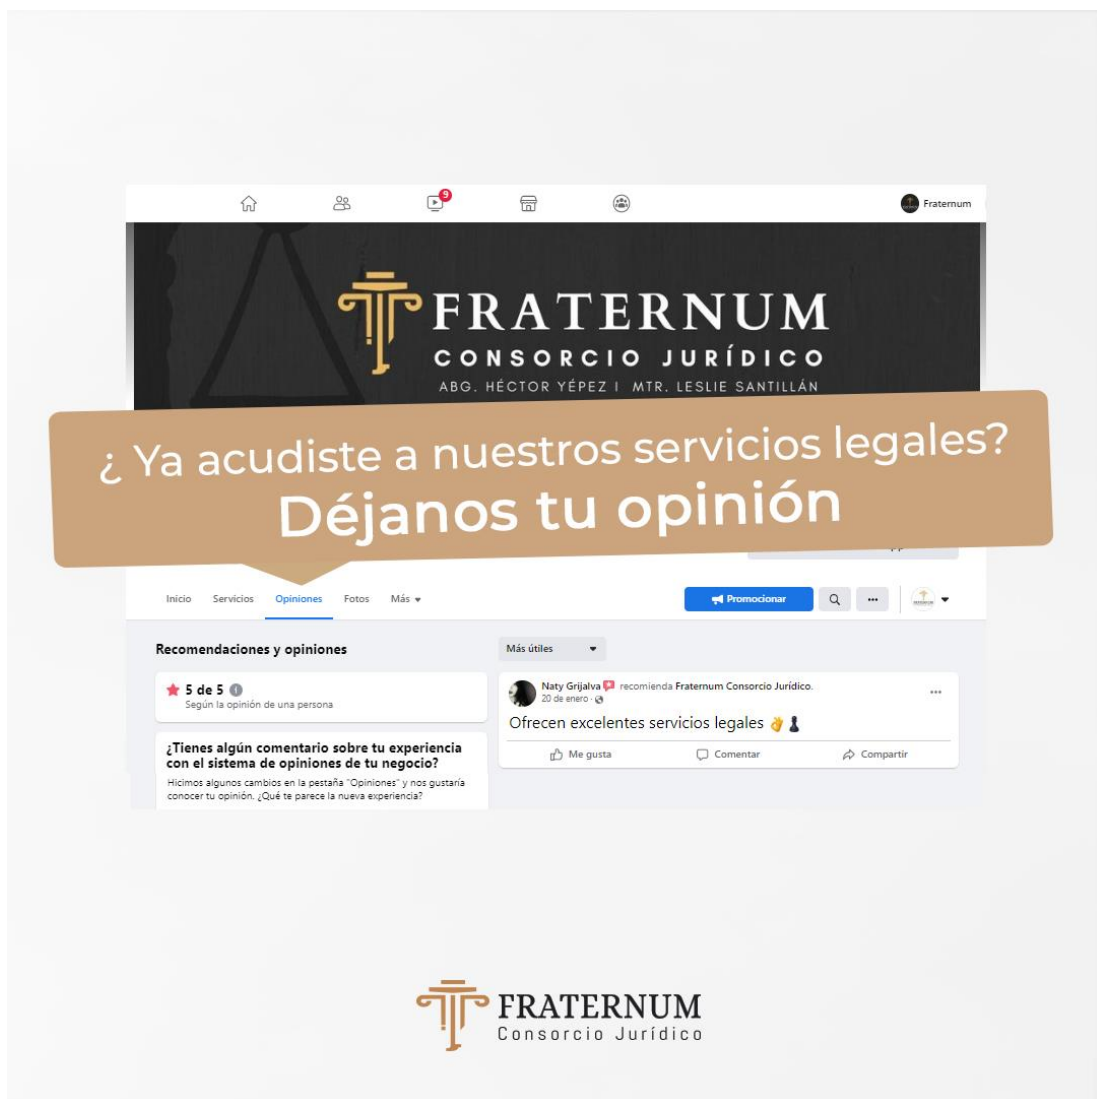 9
Fraternum
FRATERNUM
CONSORCIO JURÍDICO
ABG. HÉCTOR YÉPEZ I MTR. LESLIE SANTILLÁN
¿ Ya acudiste a nuestros servicios legales?
Déjanos tu opinión
Inicio Servicios Opiniones Fotos Más
Promocionar
Recomendaciones y opiniones
5 de 5
Según la opinión de una persona
¿Tienes algún comentario sobre tu experiencia
con el sistema de opiniones de tu negocio?
Hicimos algunos cambios en la pestaña "Opiniones" y nos gustaría
conocer tu opinión. ¿Qué te parece la nueva experiencia?
Más útiles
Naty Grijalva recomienda Fraternum Consorcio Jurídico.
20 de enero ·
Ofrecen excelentes servicios legales
Me gusta Comentar Compartir
FRATERNUM
Consorcio Jurídico